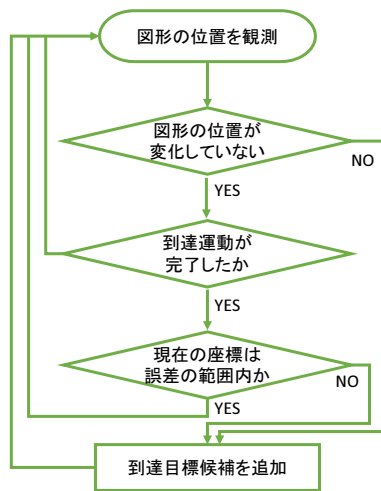 図形の位置を観測
図形の位置が
変化していない
NO
YES
到達運動が
完了したか
YES
現在の座標は
誤差の範囲内か
NO
YES
到達目標候補を追加